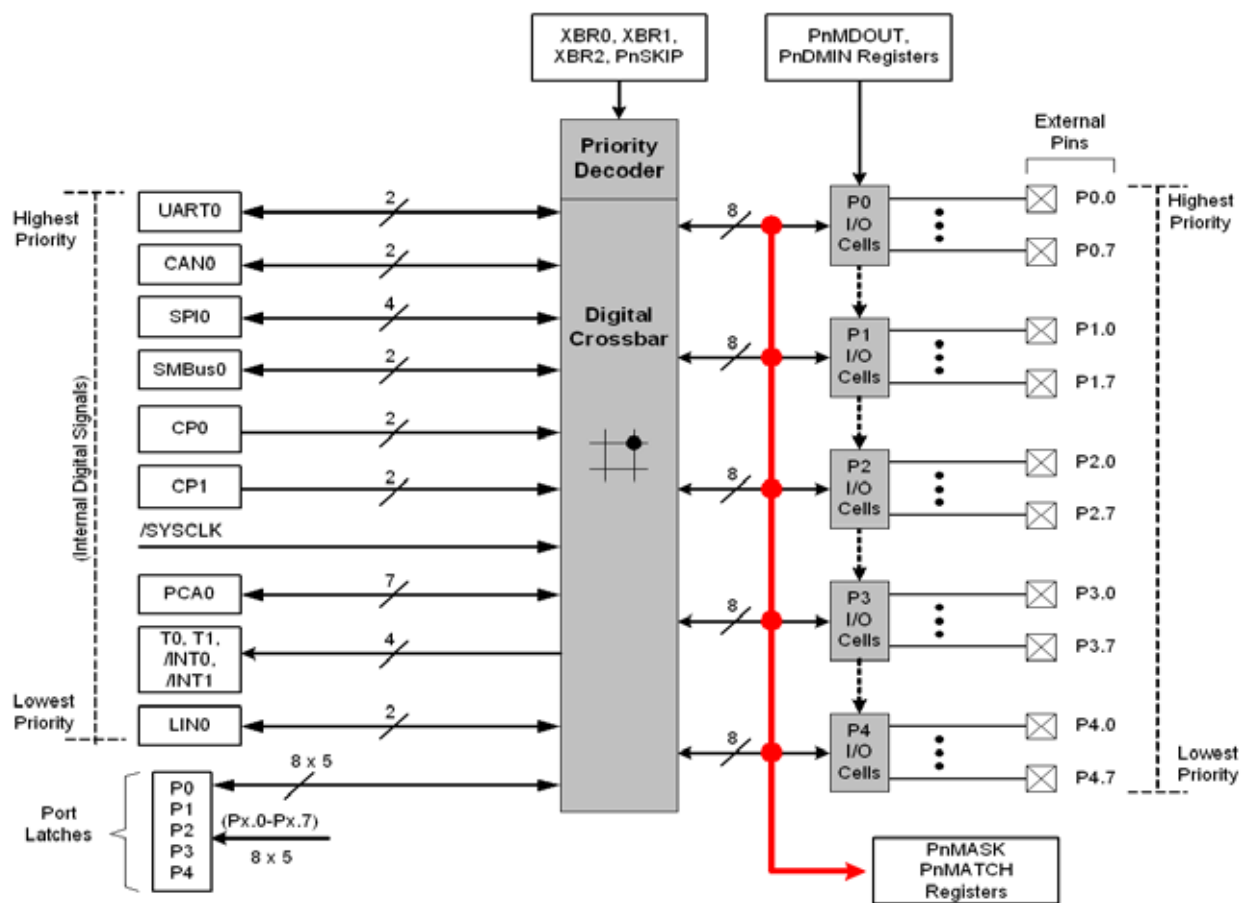 XBR0, XBR1,
XBR2, PnSKIP
PnMDOUT,
PnDMIN Registers
External
Pins
Priority
Decoder
Digital
Crossbar
Highest
Priority
(Internal Digital Signals)
Lowest
Priority
UART0
2
CAN0
2
SPI0
4
SMBus0
2
CP0
2
CP1
2
/SYSCLK
PCA0
7
T0, T1,
/INT0,
/INT1
4
LIN0
2
Port
Latches
P0
P1
P2
P3
P4
8 x 5
(Px.0-Px.7)
8 x 5
8
P0
I/O
Cells
P0.0
P0.7
8
P1
I/O
Cells
P1.0
P1.7
8
P2
I/O
Cells
P2.0
P2.7
8
P3
I/O
Cells
P3.0
P3.7
8
P4
I/O
Cells
P4.0
P4.7
Highest
Priority
Lowest
Priority
PnMASK
PnMATCH
Registers